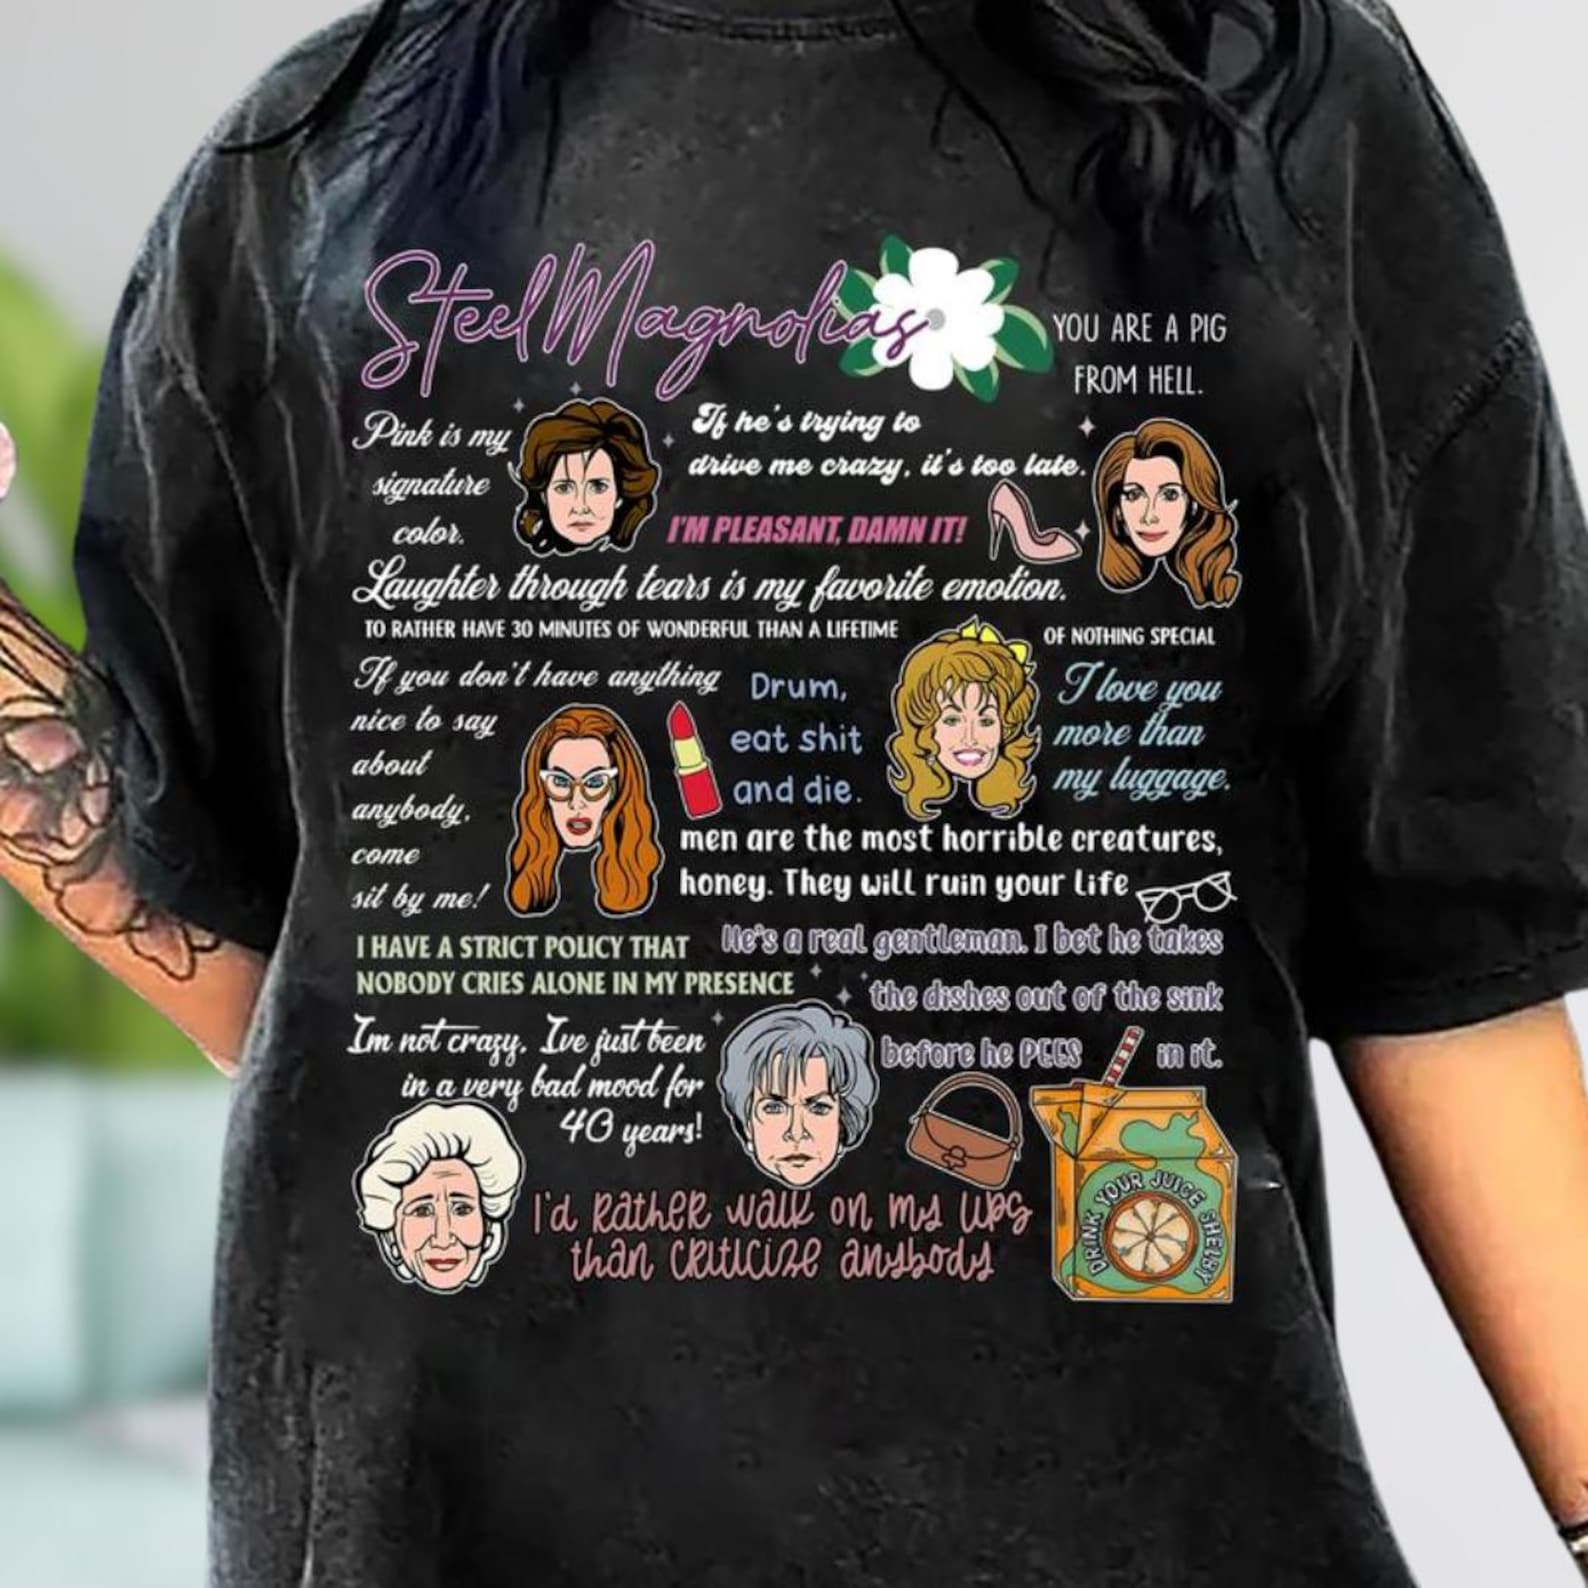 Steel Magnolias
YOU ARE A PIG
FROM HELL.
Pink is my
signature
color.
If he's trying to
drive me crazy, it's too late.
I'M PLEASANT, DAMN IT!
Laughter through tears is my favorite emotion.
TO RATHER HAVE 30 MINUTES OF WONDERFUL THAN A LIFETIME OF NOTHING SPECIAL
If you don't have anything
nice to say
about
anybody,
come
sit by me!
Drum,
eat shit
and die.
I love you
more than
my luggage.
men are the most horrible creatures,
honey. They will ruin your life
I HAVE A STRICT POLICY THAT
NOBODY CRIES ALONE IN MY PRESENCE
He's a real gentleman. I bet he takes
the dishes out of the sink
before he PEES in it.
Im not crazy, Ive just been
in a very bad mood for
40 years!
I'd RatheR walk on my lips
than CRiticize anybody
DRINK YOUR JUICE SHELBY